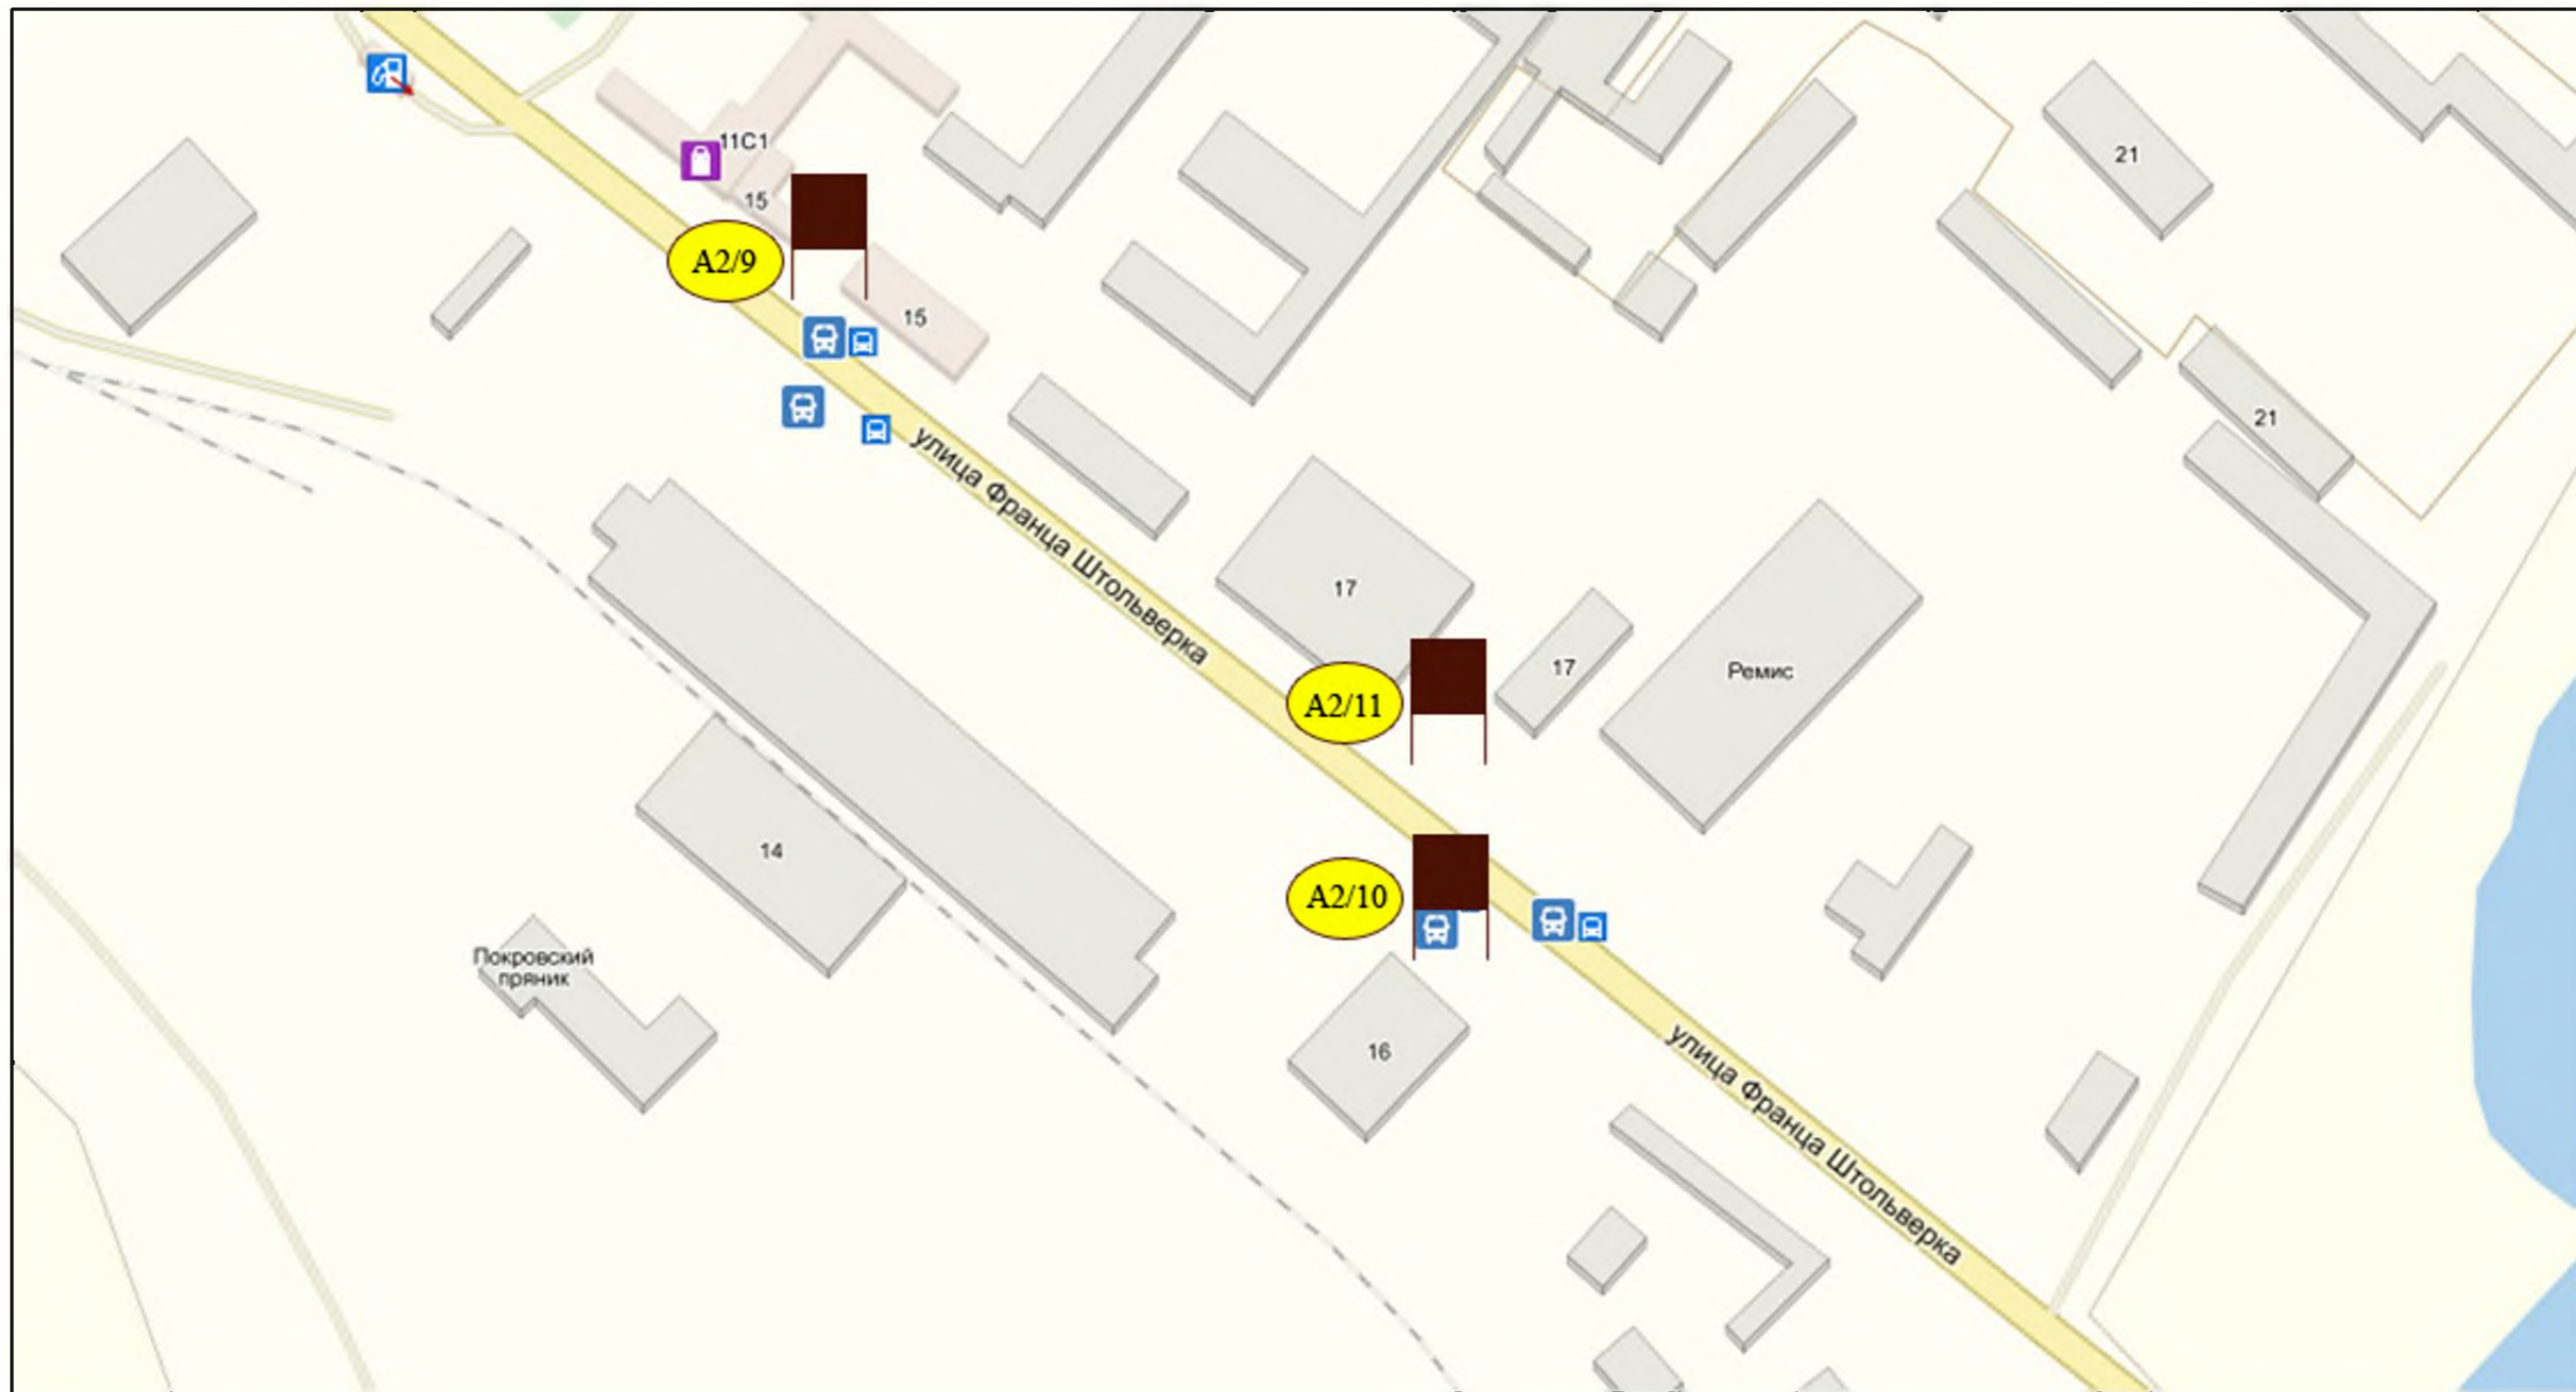 11С1
21
15
А2/9
15
21
улица Франца Штольверка
17
17
Ремис
А2/11
14
А2/10
Покровский
пряник
16
улица Франца Штольверка